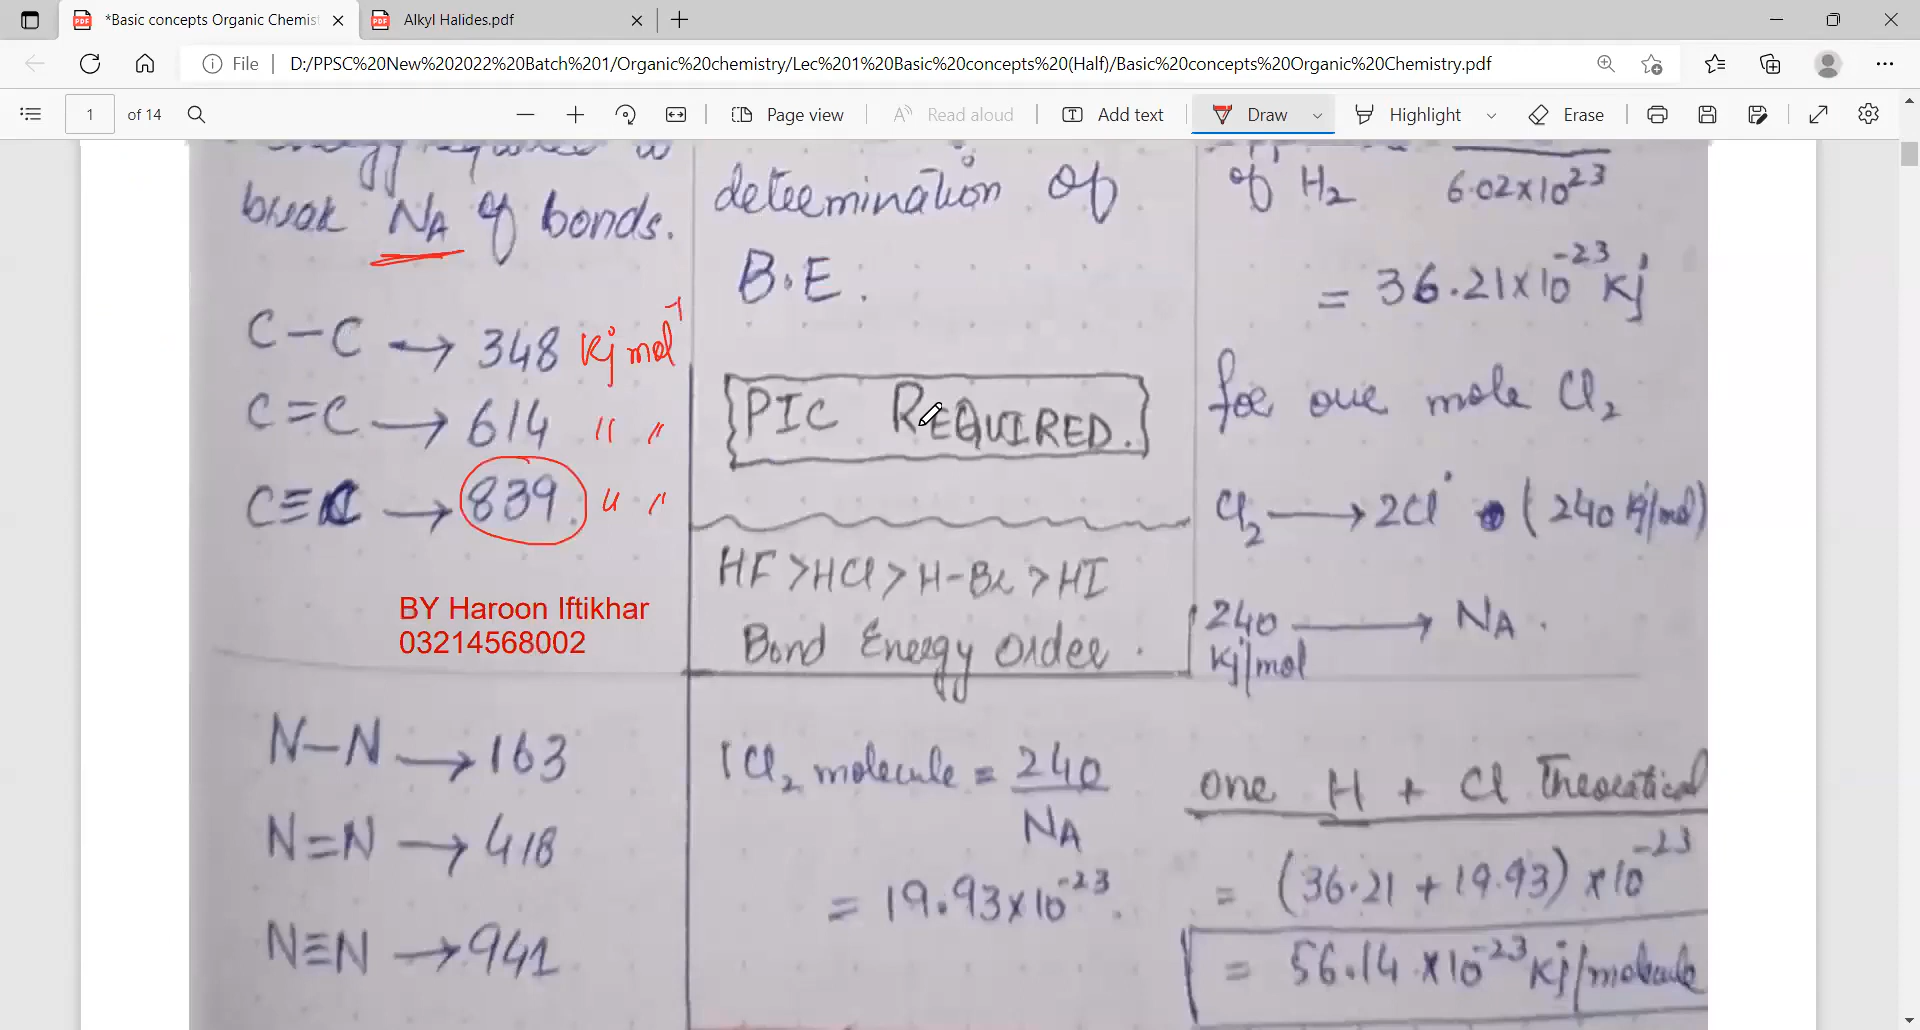 *Basic concepts Organic Chemist
Alkyl Halides.pdf
File
D:/PPSC%20New%202022%20Batch%201/Organic%20chemistry/Lec%201%20Basic%20concepts%20(Half)/Basic%20concepts%20Organic%20Chemistry.pdf
1 of 14
Page view
Read aloud
Add text
Draw
Highlight
Erase
break NA of bonds.
C–C → 348 Kj mol⁻¹
C=C → 614 〃 〃
C≡C → 839. 〃 〃
BY Haroon Iftikhar
03214568002
N–N → 163
N=N → 418
N≡N → 941
determination of
B.E.
PIC REQUIRED.
HF > HCl > H-Br > HI
Bond Energy Order.
1Cl₂ molecule = 240
NA
= 19.93×10⁻²³.
of H₂ 6.02×10²³
= 36.21×10⁻²³ Kj
for one mole Cl₂
Cl₂ → 2Cl˙ (240 Kj/mol)
240 → NA.
Kj/mol
one H + Cl Theoratical
= (36.21 + 19.93) ×10⁻²³
= 56.14 ×10⁻²³ Kj/molecule